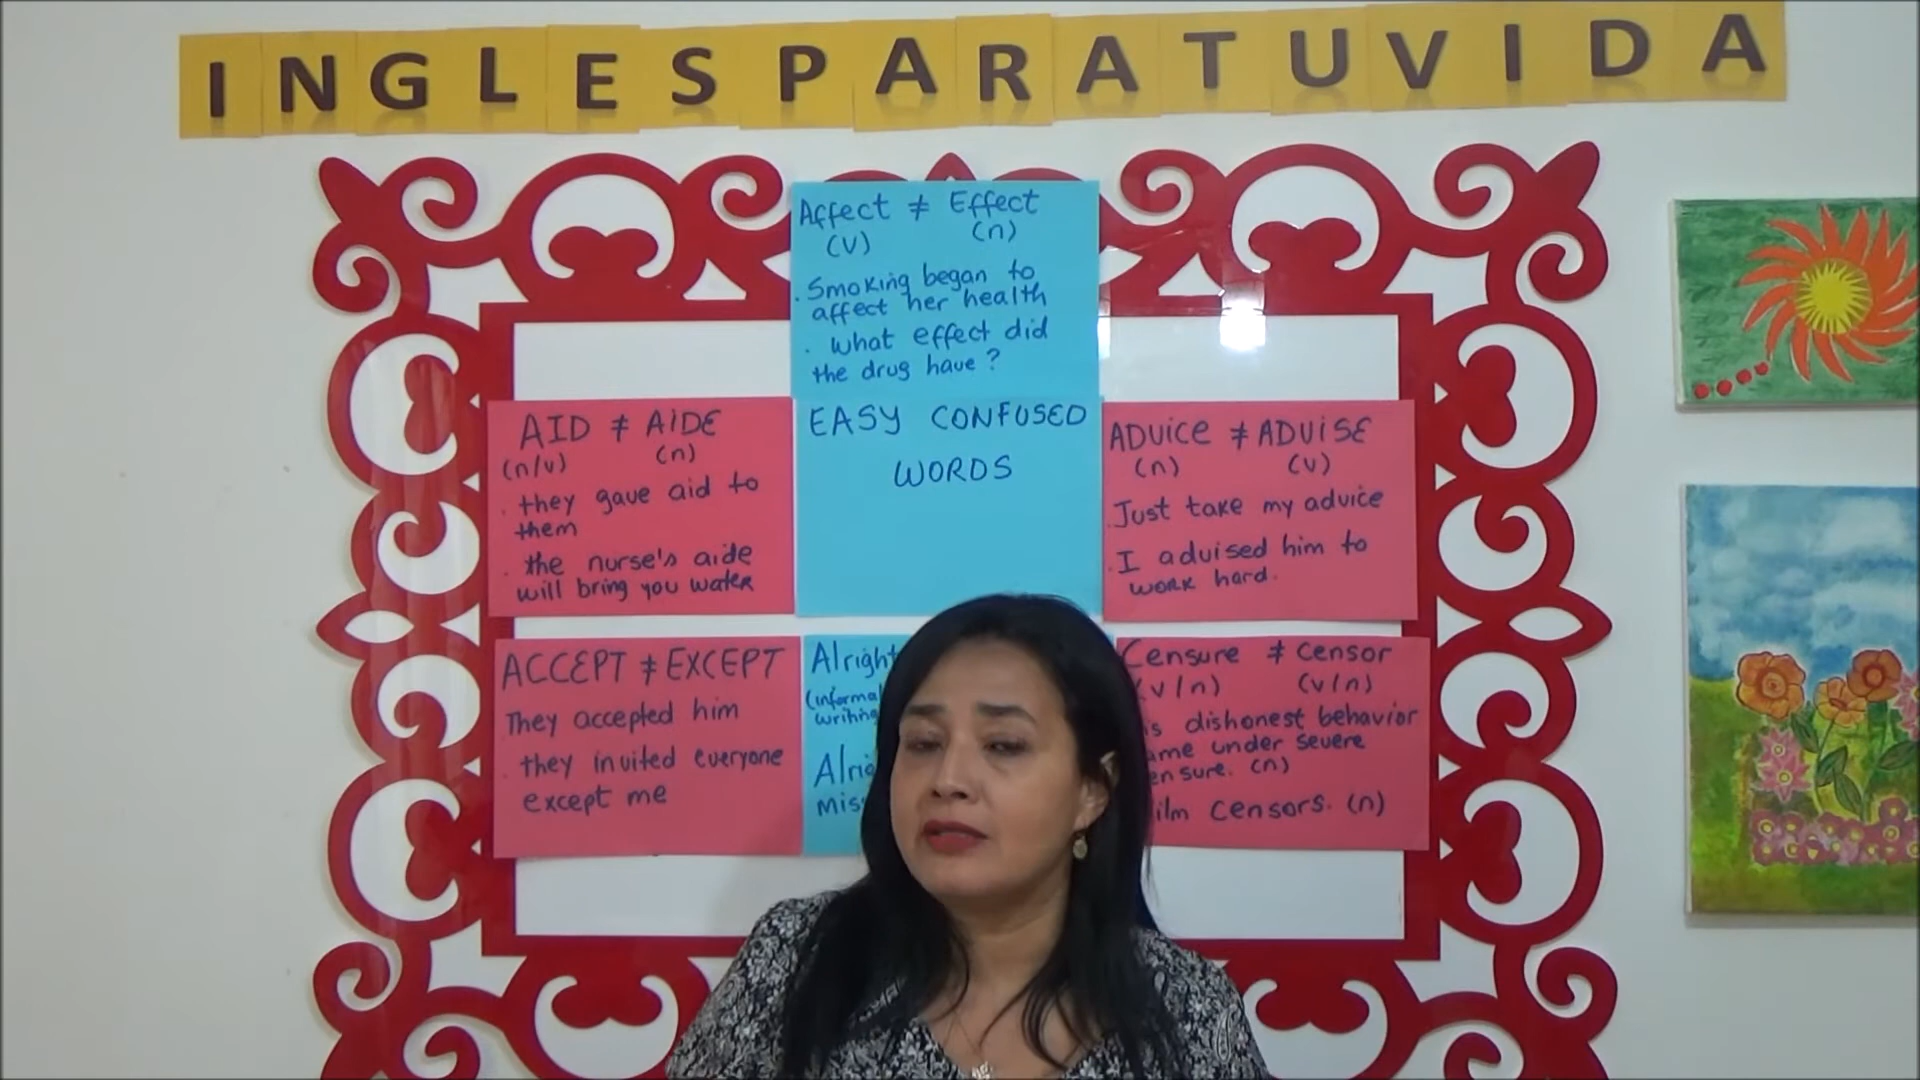 INGLESPARATUVIDA
Affect ≠ Effect
(v) (n)
. Smoking began to
affect her health
. What effect did
the drug have?
AID ≠ AIDE
(n/v) (n)
. they gave aid to
them
. the nurse's aide
will bring you water
EASY CONFUSED
WORDS
ADVICE ≠ ADVISE
(n) (v)
. Just take my advice
. I advised him to
work hard.
ACCEPT ≠ EXCEPT
They accepted him
. they invited everyone
except me
Alright
writing
Censure ≠ censor
(v/n) (v/n)
dishonest behavior
under severe
(n)
censors. (n)